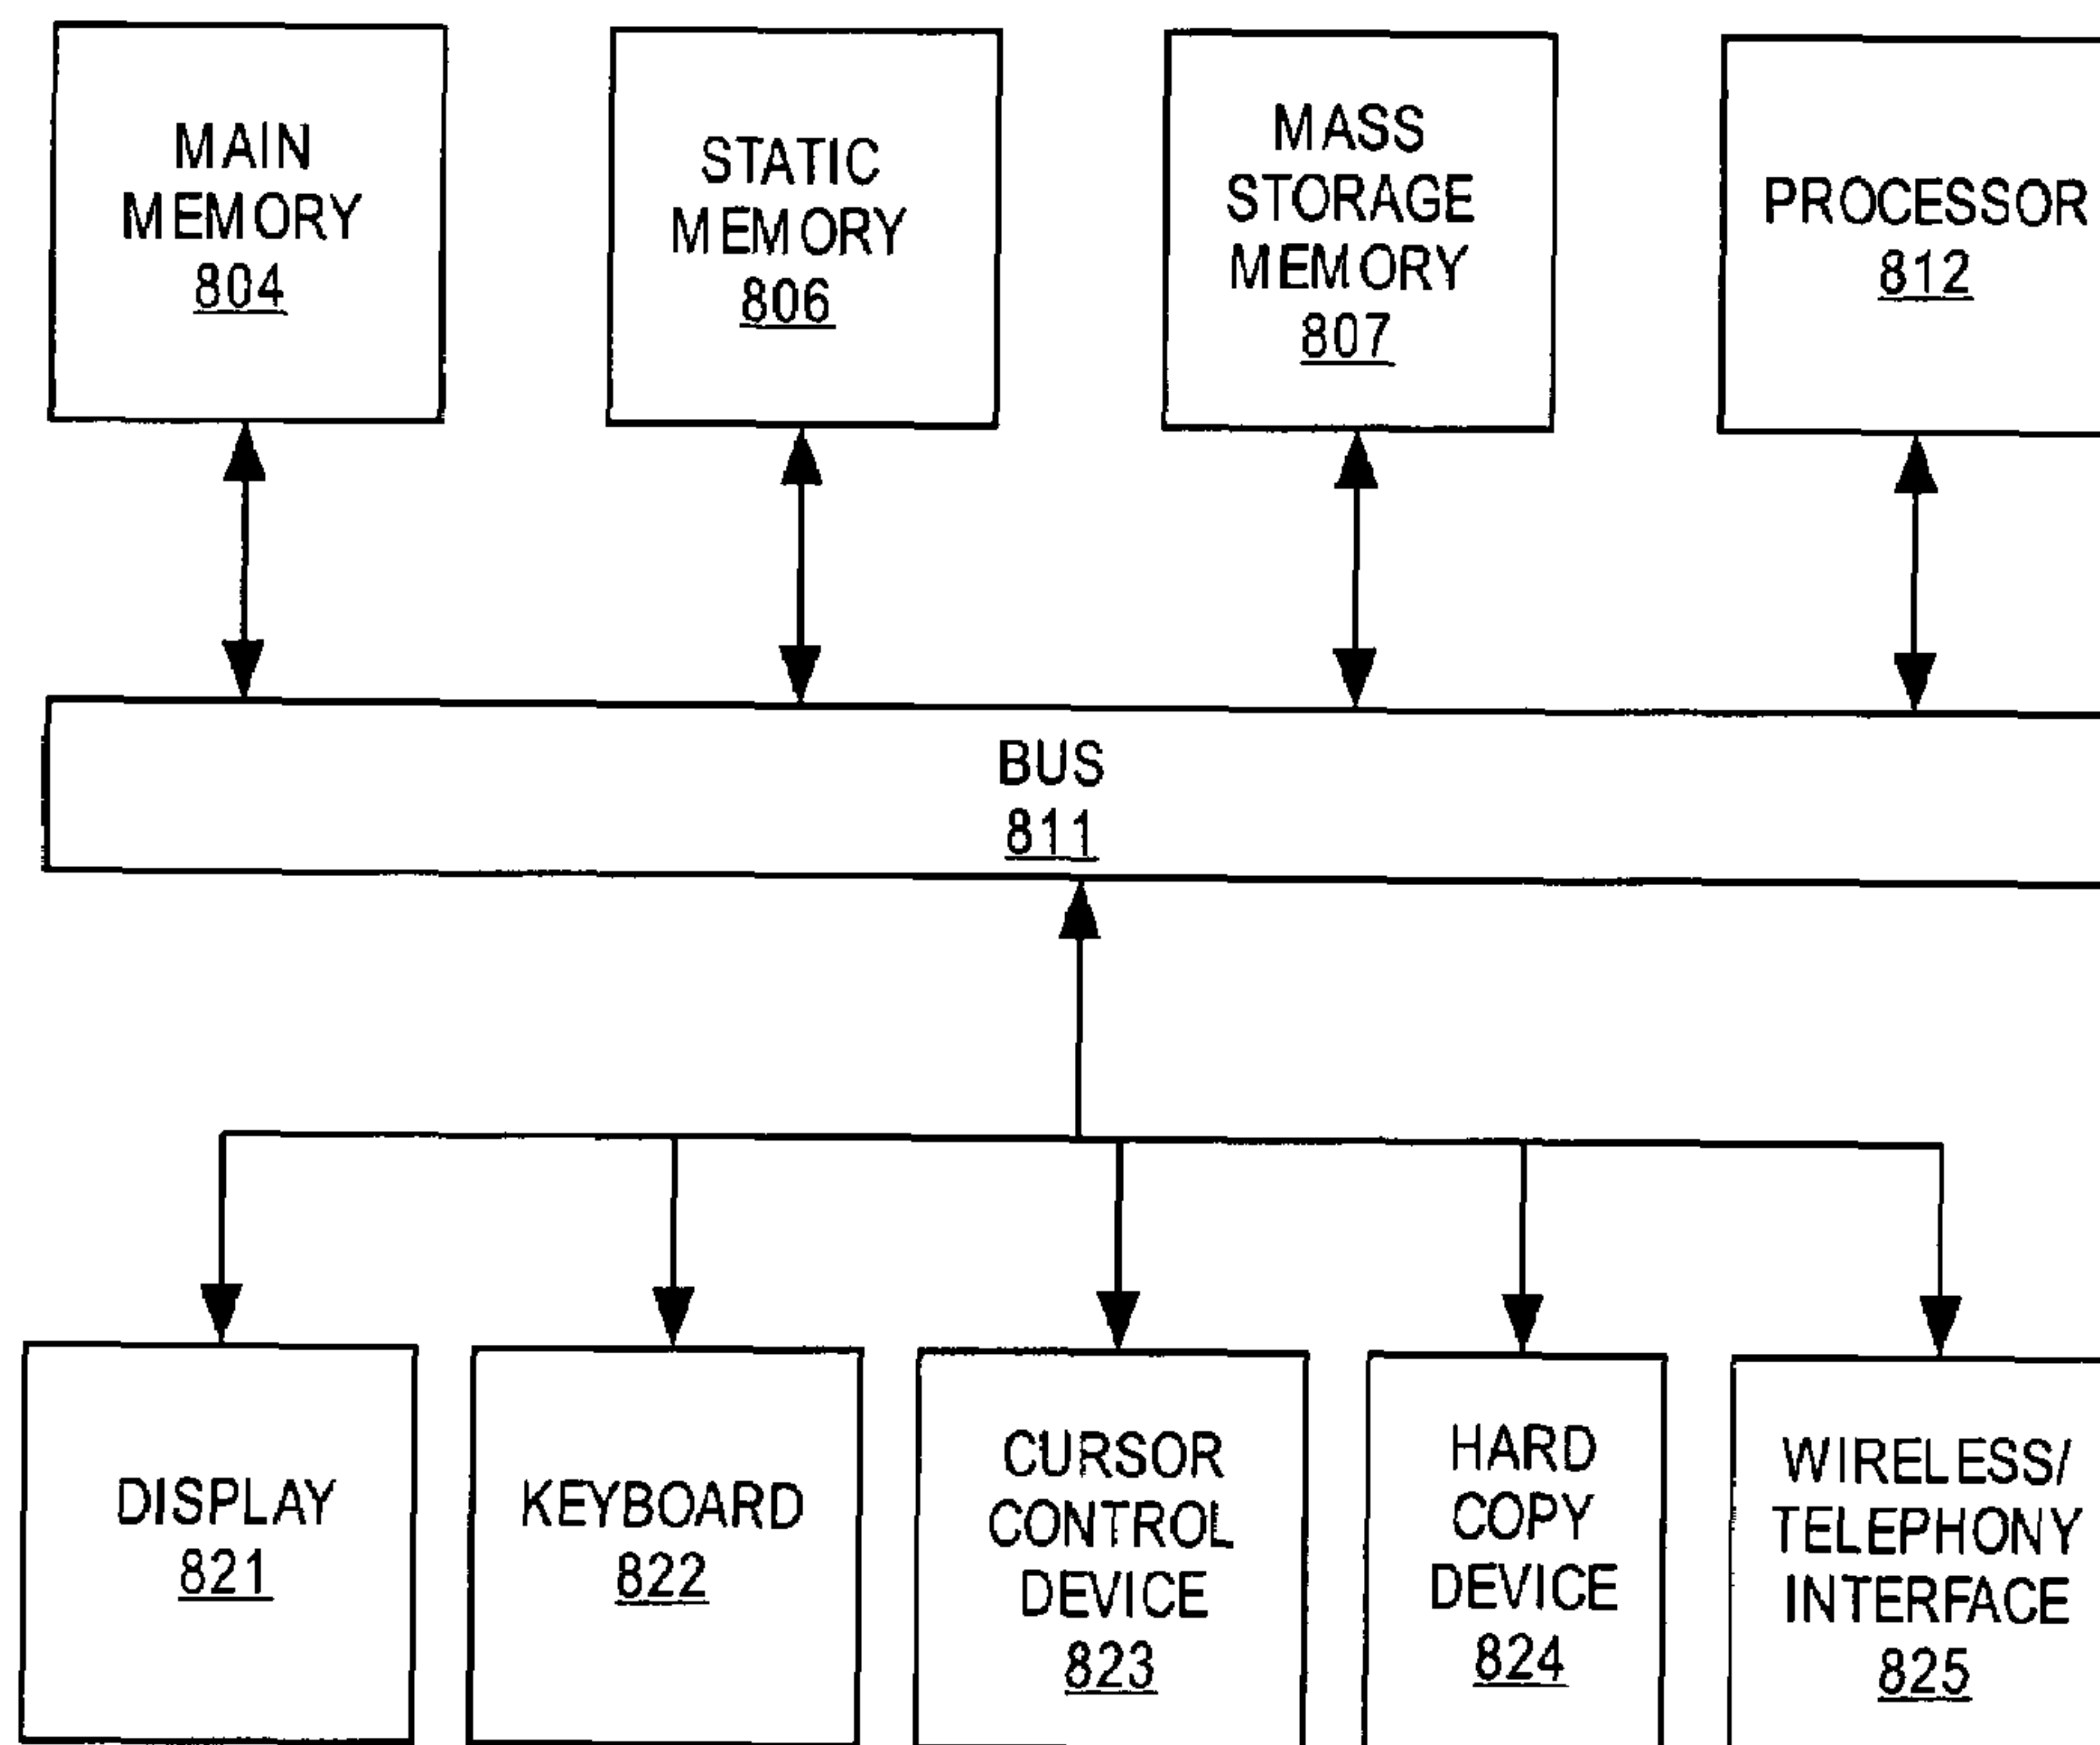 MAIN
MEMORY
804
STATIC
MEMORY
806
MASS
STORAGE
MEMORY
807
PROCESSOR
812
BUS
811
DISPLAY
821
KEYBOARD
822
CURSOR
CONTROL
DEVICE
823
HARD
COPY
DEVICE
824
WIRELESS/
TELEPHONY
INTERFACE
825